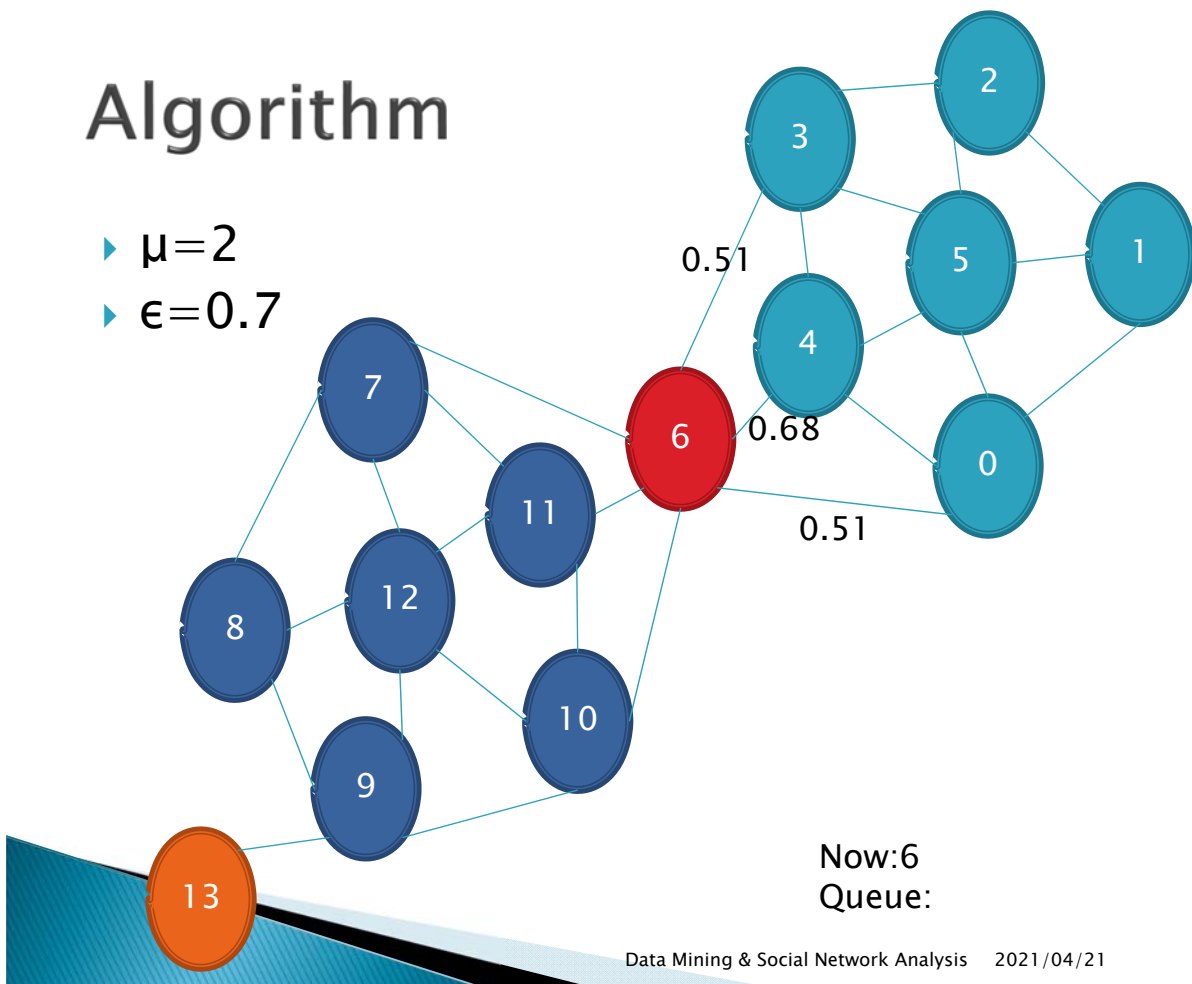 Algorithm
μ=2
ϵ=0.7
2
3
1
5
0.51
4
7
6
0.68
0
11
0.51
12
8
10
9
13
Now:6
Queue:
Data Mining & Social Network Analysis 2021/04/21